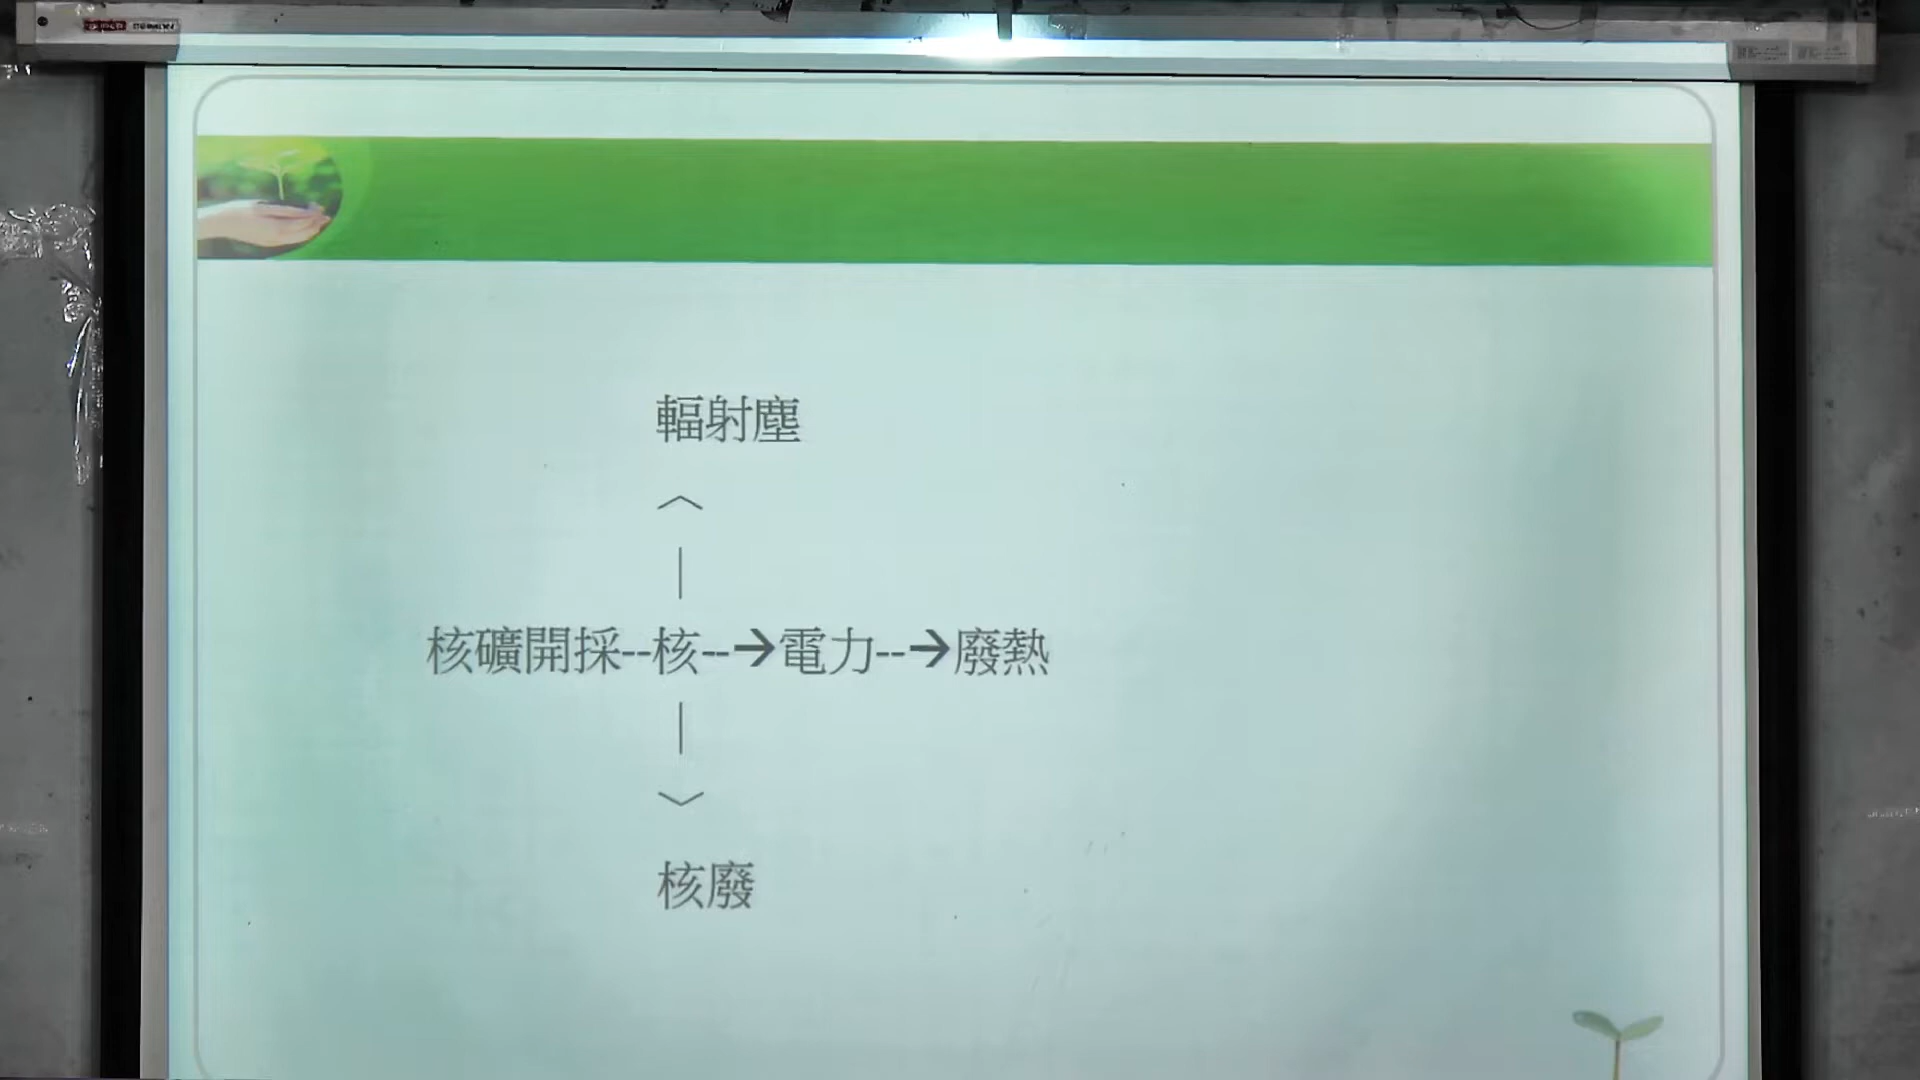 輻射塵
︿
｜
核礦開採--核--→電力--→廢熱
｜
﹀
核廢